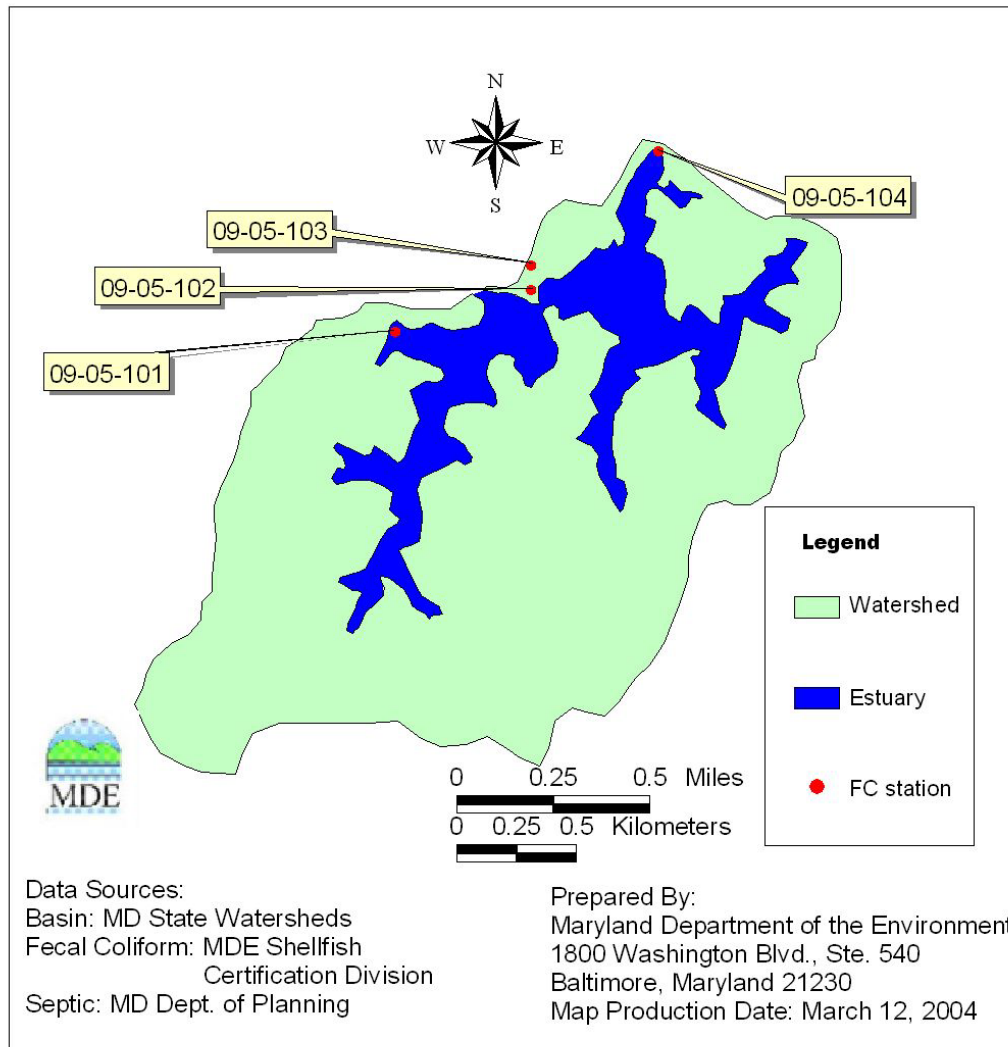 N
W E
S
09-05-104
09-05-103
09-05-102
09-05-101
Legend
Watershed
Estuary
FC station
MDE
0 0.25 0.5 Miles
0 0.25 0.5 Kilometers
Data Sources:
Basin: MD State Watersheds
Fecal Coliform: MDE Shellfish
Certification Division
Septic: MD Dept. of Planning
Prepared By:
Maryland Department of the Environment
1800 Washington Blvd., Ste. 540
Baltimore, Maryland 21230
Map Production Date: March 12, 2004